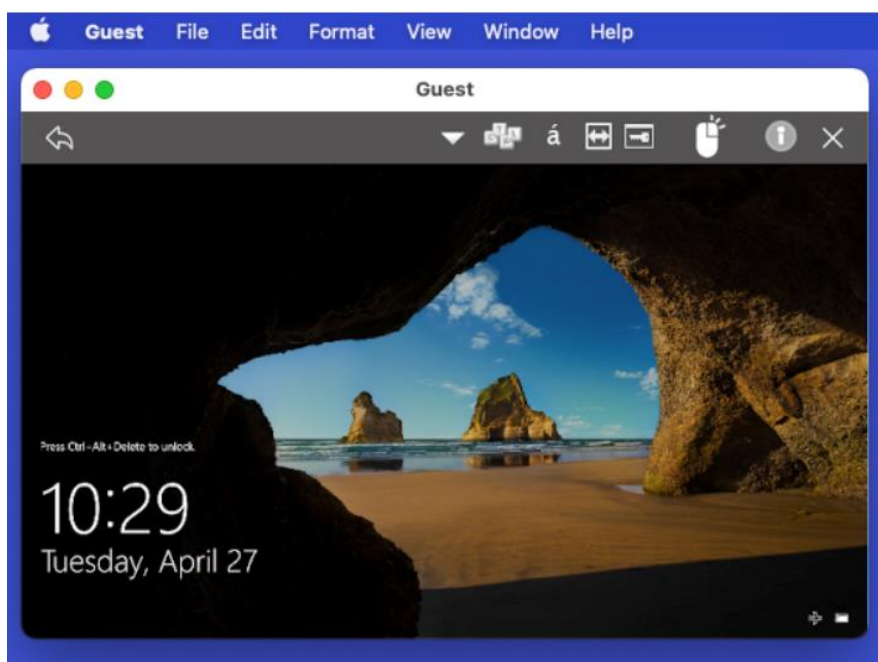 Guest File Edit Format View Window Help
Guest
á
Press Ctrl+Alt+Delete to unlock.
10:29
Tuesday, April 27